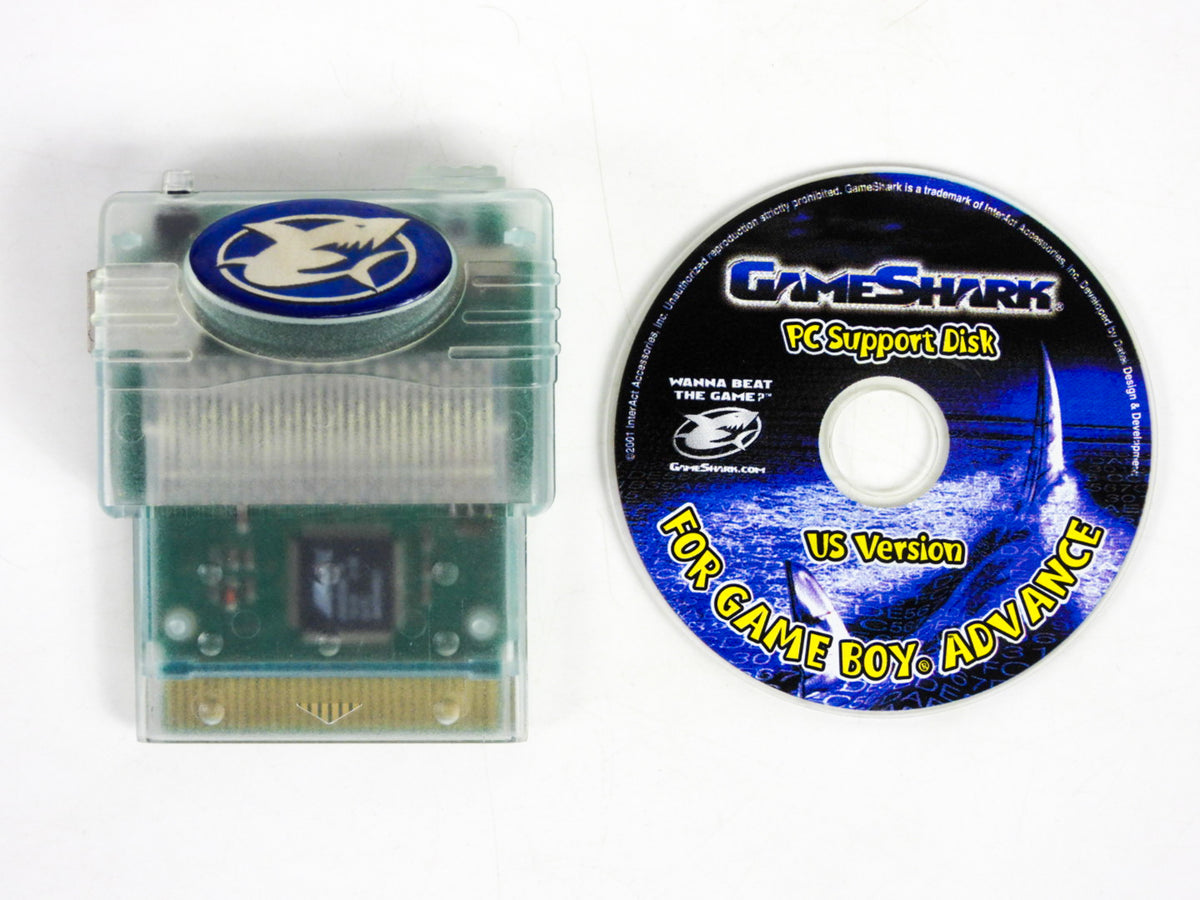 ©2001 InterAct Accessories, Inc. Unauthorized reproduction strictly prohibited. GameShark is a trademark of InterAct Accessories, Inc. Developed by Datel Design & Development
GAMESHARK®
PC Support Disk
WANNA BEAT
THE GAME?™
GAMESHARK.COM
US Version
FOR GAME BOY® ADVANCE